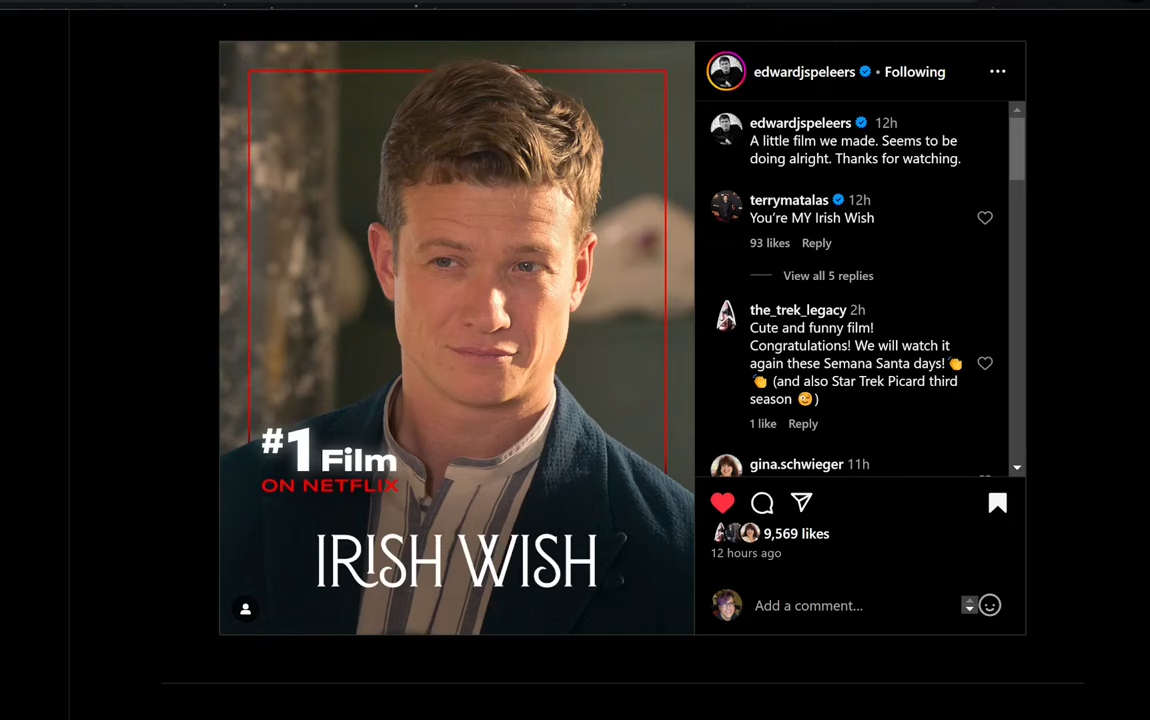 #1 Film
ON NETFLIX
IRISH WISH
edwardjspeleers • Following
edwardjspeleers 12h
A little film we made. Seems to be
doing alright. Thanks for watching.
terrymatalas 12h
You’re MY Irish Wish
93 likes Reply
View all 5 replies
the_trek_legacy 2h
Cute and funny film!
Congratulations! We will watch it
again these Semana Santa days! 👏
👏 (and also Star Trek Picard third
season 😉)
1 like Reply
gina.schwieger 11h
9,569 likes
12 hours ago
Add a comment...